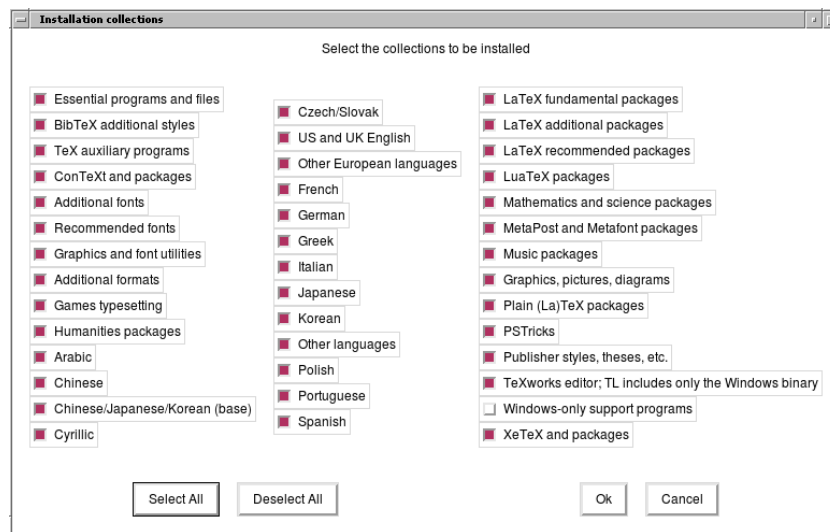 Installation collections
Select the collections to be installed
Essential programs and files
BibTeX additional styles
TeX auxiliary programs
ConTeXt and packages
Additional fonts
Recommended fonts
Graphics and font utilities
Additional formats
Games typesetting
Humanities packages
Arabic
Chinese
Chinese/Japanese/Korean (base)
Cyrillic
Czech/Slovak
US and UK English
Other European languages
French
German
Greek
Italian
Japanese
Korean
Other languages
Polish
Portuguese
Spanish
LaTeX fundamental packages
LaTeX additional packages
LaTeX recommended packages
LuaTeX packages
Mathematics and science packages
MetaPost and Metafont packages
Music packages
Graphics, pictures, diagrams
Plain (La)TeX packages
PSTricks
Publisher styles, theses, etc.
TeXworks editor; TL includes only the Windows binary
Windows-only support programs
XeTeX and packages
Select All
Deselect All
Ok
Cancel